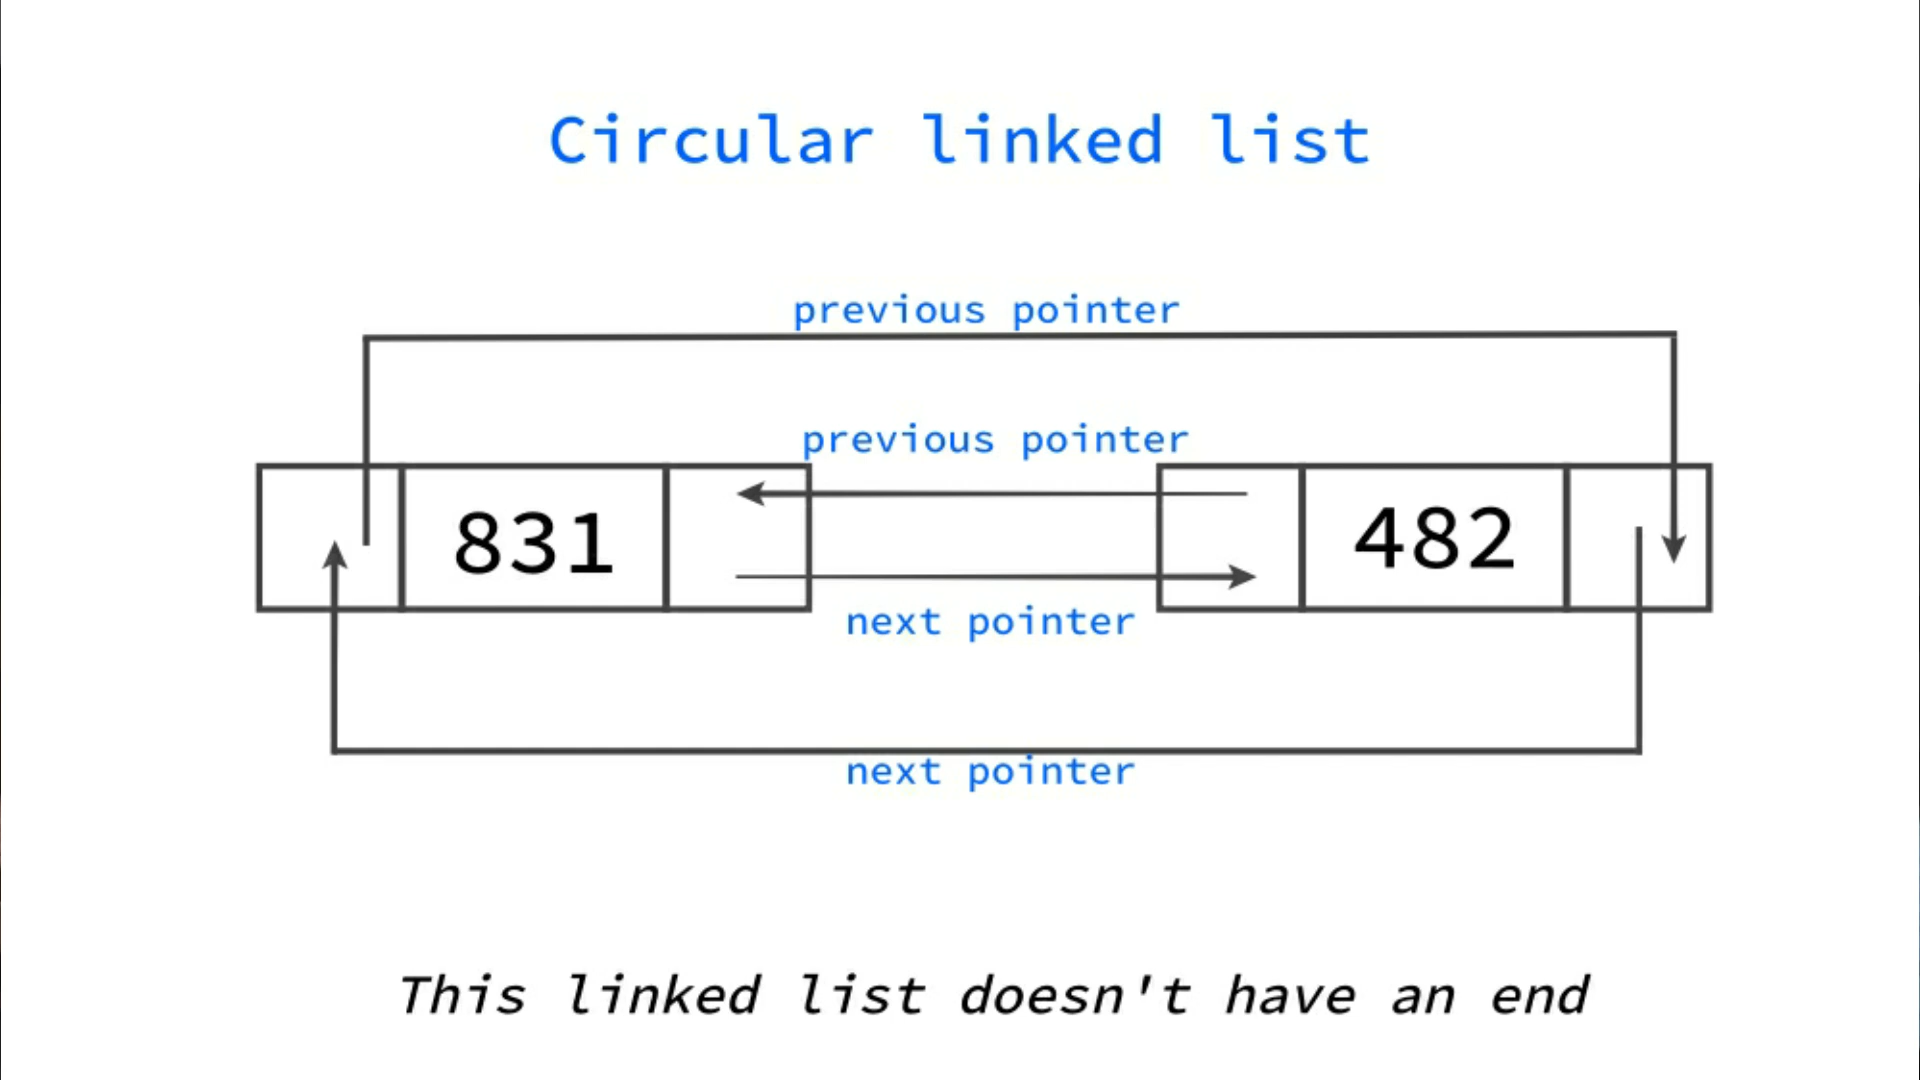 Circular linked list
previous pointer
previous pointer
831
482
next pointer
next pointer
This linked list doesn't have an end